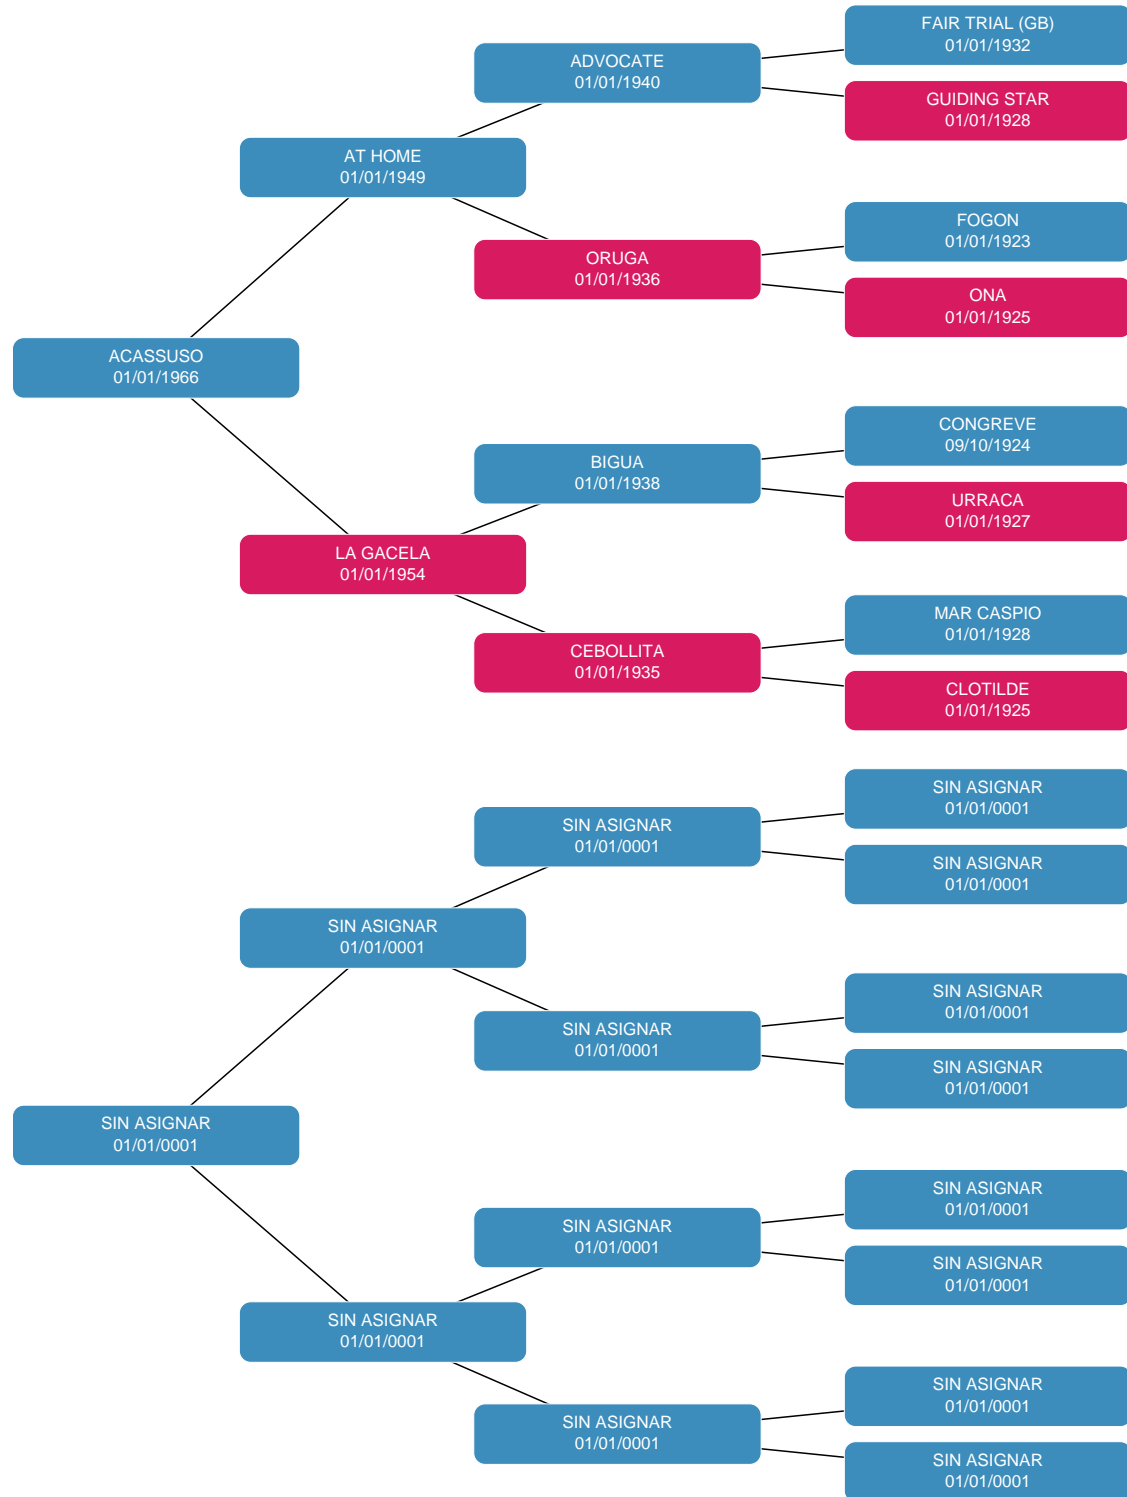 FAIR TRIAL (GB)
01/01/1932
ADVOCATE
01/01/1940
GUIDING STAR
01/01/1928
AT HOME
01/01/1949
FOGON
01/01/1923
ORUGA
01/01/1936
ONA
01/01/1925
ACASSUSO
01/01/1966
CONGREVE
09/10/1924
BIGUA
01/01/1938
URRACA
01/01/1927
LA GACELA
01/01/1954
MAR CASPIO
01/01/1928
CEBOLLITA
01/01/1935
CLOTILDE
01/01/1925
SIN ASIGNAR
01/01/0001
SIN ASIGNAR
01/01/0001
SIN ASIGNAR
01/01/0001
SIN ASIGNAR
01/01/0001
SIN ASIGNAR
01/01/0001
SIN ASIGNAR
01/01/0001
SIN ASIGNAR
01/01/0001
SIN ASIGNAR
01/01/0001
SIN ASIGNAR
01/01/0001
SIN ASIGNAR
01/01/0001
SIN ASIGNAR
01/01/0001
SIN ASIGNAR
01/01/0001
SIN ASIGNAR
01/01/0001
SIN ASIGNAR
01/01/0001
SIN ASIGNAR
01/01/0001